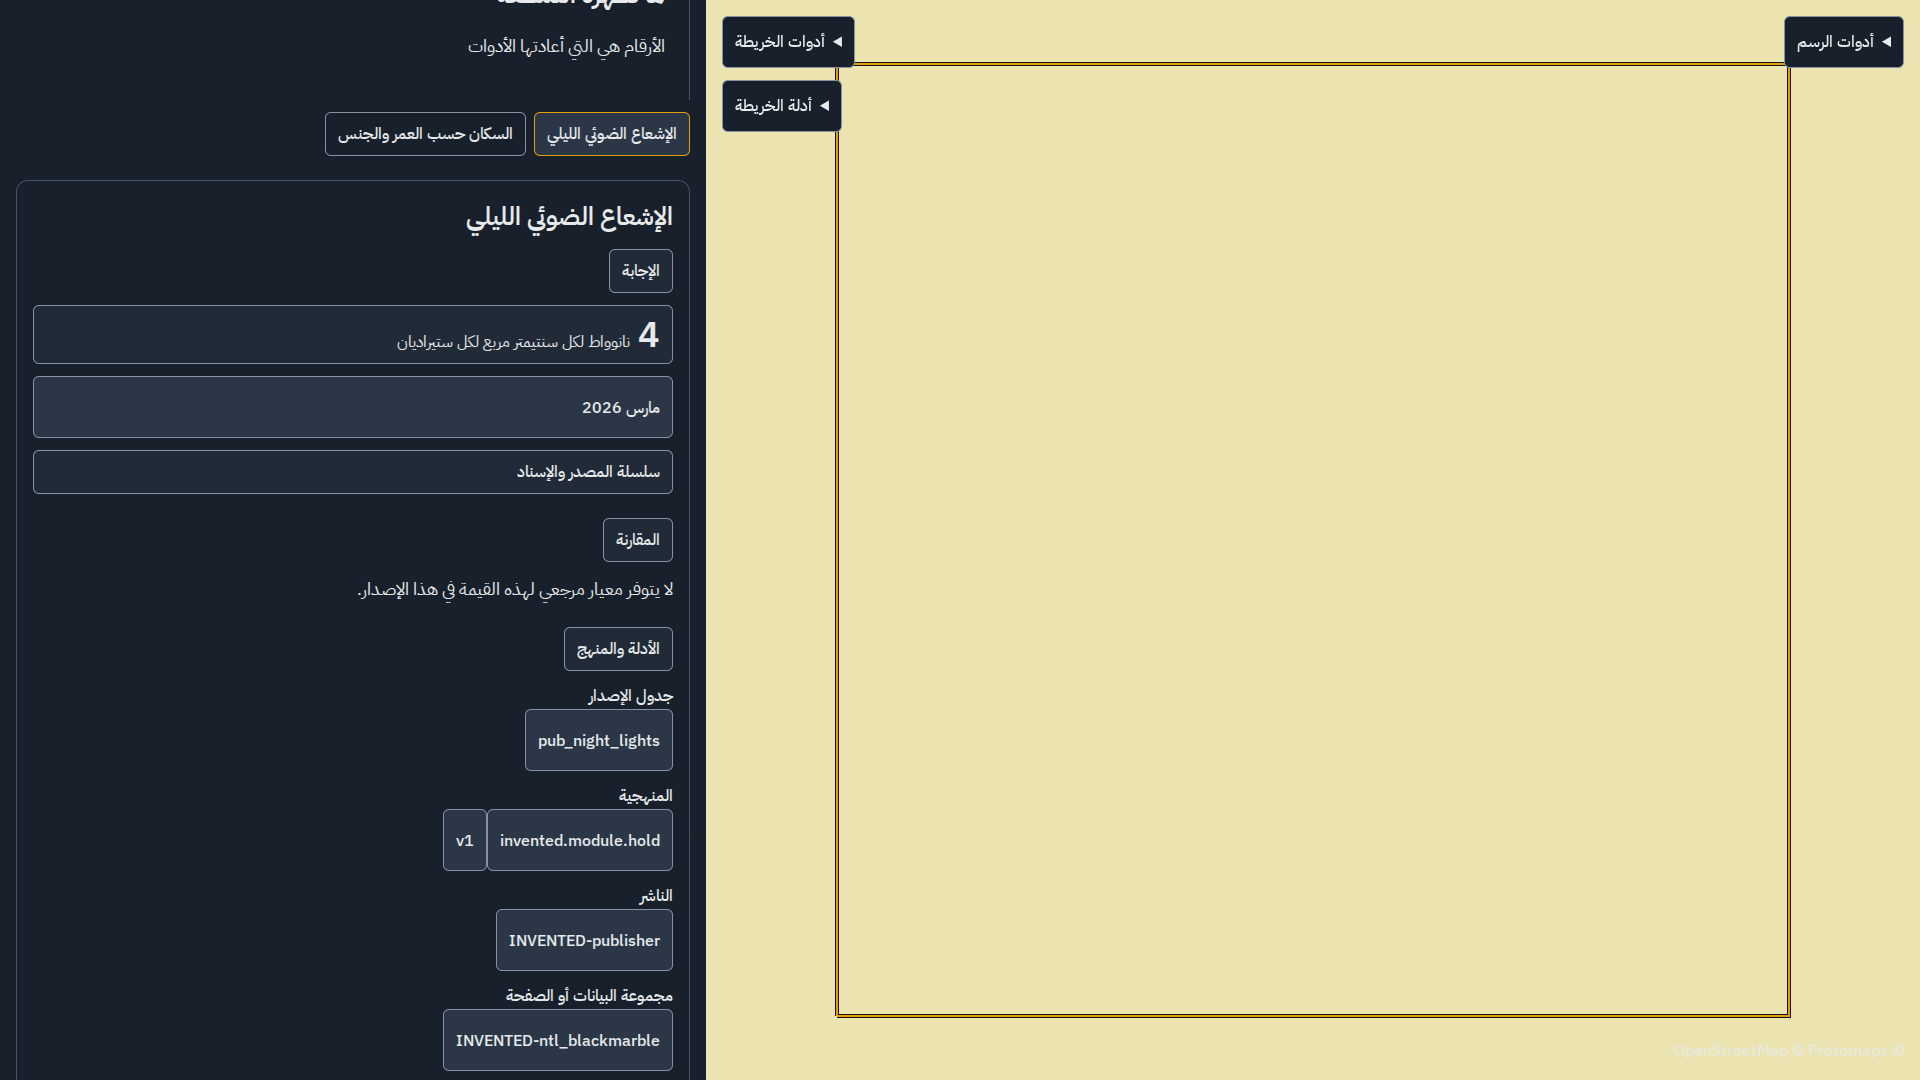 الأرقام هي التي أعادتها الأدوات
الإشعاع الضوئي الليلي
السكان حسب العمر والجنس
الإشعاع الضوئي الليلي
الإجابة
4 نانوواط لكل سنتيمتر مربع لكل ستيراديان
مارس 2026
سلسلة المصدر والإسناد
المقارنة
لا يتوفر معيار مرجعي لهذه القيمة في هذا الإصدار.
الأدلة والمنهج
جدول الإصدار
pub_night_lights
المنهجية
invented.module.hold
v1
الناشر
INVENTED-publisher
مجموعة البيانات أو الصفحة
INVENTED-ntl_blackmarble
أدوات الرسم
أدوات الخريطة
أدلة الخريطة
OpenStreetMap © Protomaps ©